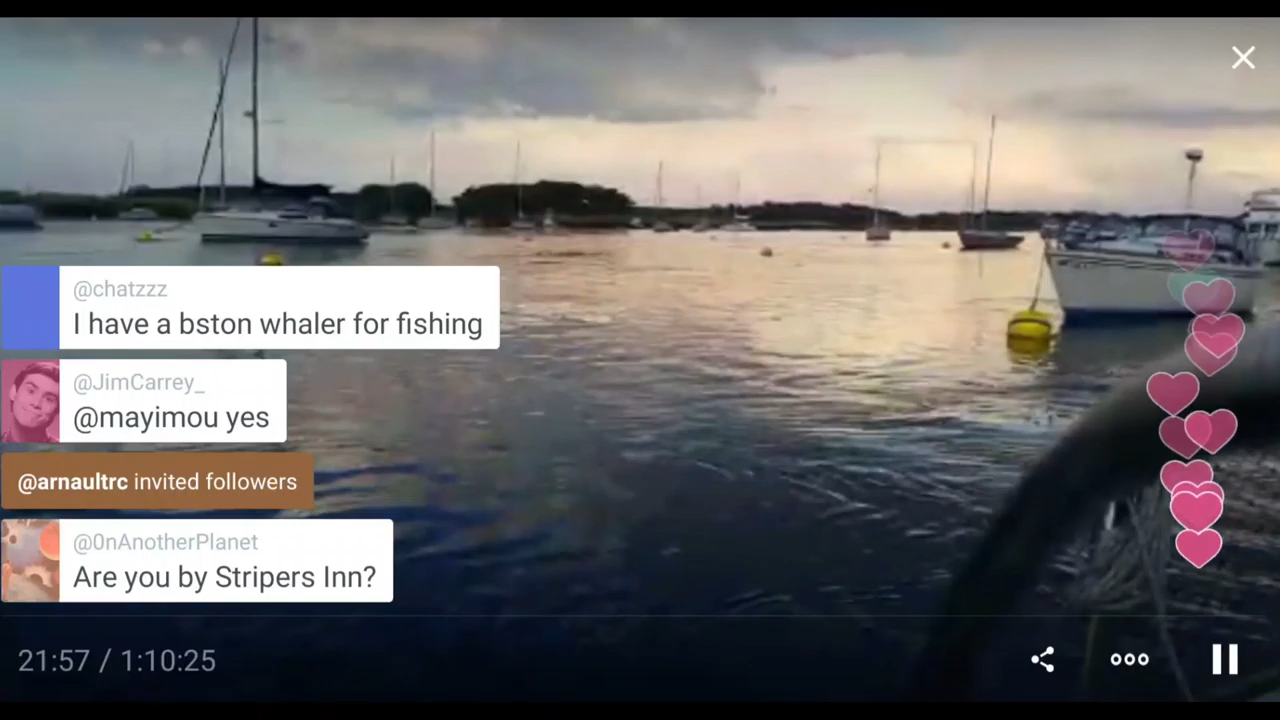 @chatzzz
I have a bston whaler for fishing
@JimCarrey_
@mayimou yes
@arnaultrc invited followers
@0nAnotherPlanet
Are you by Stripers Inn?
21:57 / 1:10:25